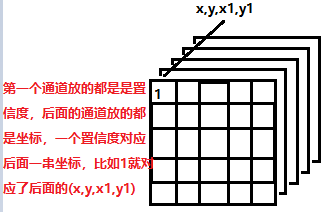 x,y,x1,y1
1
第一个通道放的都是是置
信度，后面的通道放的都
是坐标，一个置信度对应
后面一串坐标，比如1就对
应了后面的(x,y,x1,y1)